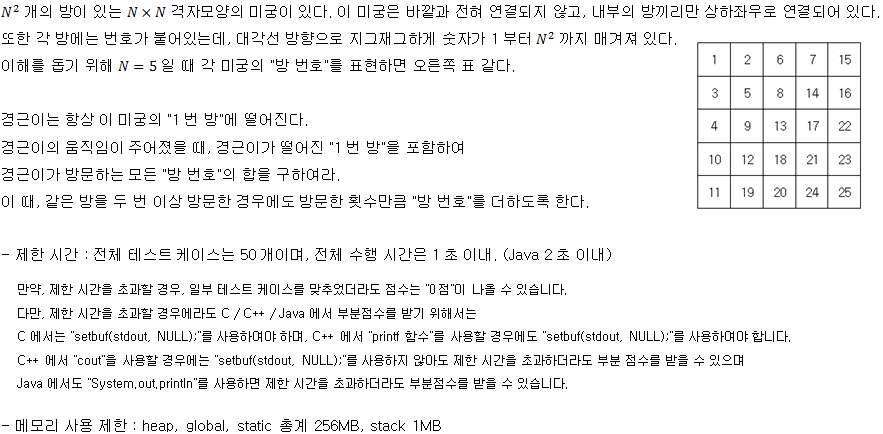 N² 개의 방이 있는 N × N 격자모양의 미궁이 있다. 이 미궁은 바깥과 전혀 연결되지 않고, 내부의 방끼리만 상하좌우로 연결되어 있다.
또한 각 방에는 번호가 붙어있는데, 대각선 방향으로 지그재그하게 숫자가 1 부터 N² 까지 매겨져 있다.
이해를 돕기 위해 N = 5 일 때 각 미궁의 "방 번호"를 표현하면 오른쪽 표 같다.
1 2 6 7 15
3 5 8 14 16
4 9 13 17 22
10 12 18 21 23
11 19 20 24 25
경근이는 항상 이 미궁의 "1 번 방"에 떨어진다.
경근이의 움직임이 주어졌을 때, 경근이가 떨어진 "1 번 방"을 포함하여
경근이가 방문하는 모든 "방 번호"의 합을 구하여라.
이 때, 같은 방을 두 번 이상 방문한 경우에도 방문한 횟수만큼 "방 번호"를 더하도록 한다.
- 제한 시간 : 전체 테스트 케이스는 50 개이며, 전체 수행 시간은 1 초 이내. (Java 2 초 이내)
만약, 제한 시간을 초과할 경우, 일부 테스트 케이스를 맞추었더라도 점수는 "0 점"이 나올 수 있습니다.
다만, 제한 시간을 초과할 경우에라도 C / C++ / Java 에서 부분점수를 받기 위해서는
C 에서는 "setbuf(stdout, NULL);"를 사용하여야 하며, C++ 에서 "printf 함수"를 사용할 경우에도 "setbuf(stdout, NULL);"를 사용하여야 합니다.
C++ 에서 "cout"을 사용할 경우에는 "setbuf(stdout, NULL);"를 사용하지 않아도 제한 시간을 초과하더라도 부분 점수를 받을 수 있으며
Java 에서도 "System.out.println"를 사용하면 제한 시간을 초과하더라도 부분점수를 받을 수 있습니다.
- 메모리 사용 제한 : heap, global, static 총계 256MB, stack 1MB